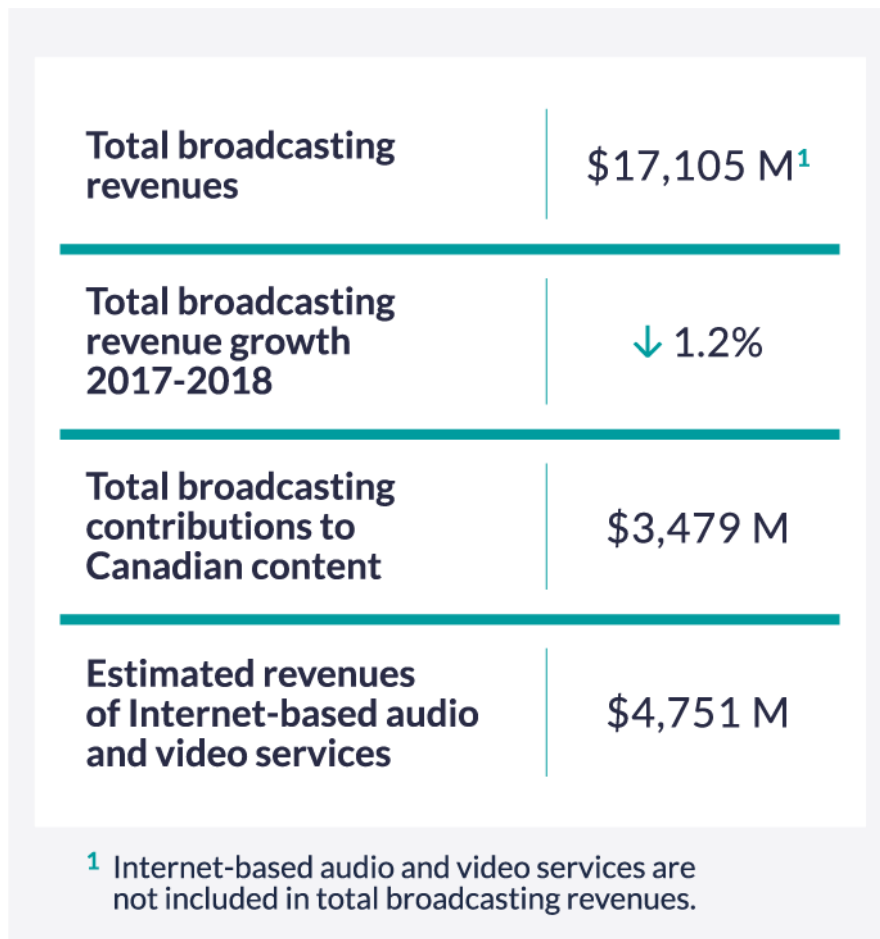 Total broadcasting
revenues
$17,105 M¹
Total broadcasting
revenue growth
2017-2018
↓ 1.2%
Total broadcasting
contributions to
Canadian content
$3,479 M
Estimated revenues
of Internet-based audio
and video services
$4,751 M
¹ Internet-based audio and video services are
not included in total broadcasting revenues.